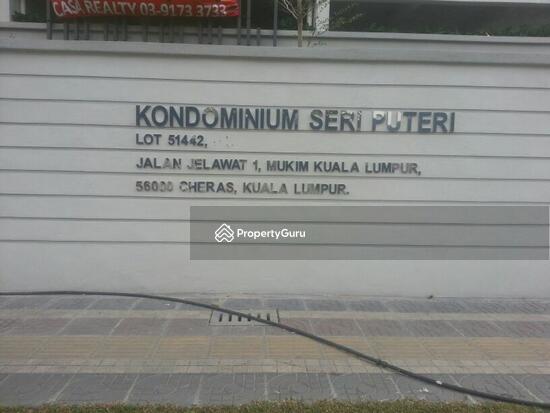 CASA REALTY 03-9173 3733
KONDOMINIUM SERI PUTERI
LOT 51442,
JALAN JELAWAT 1, MUKIM KUALA LUMPUR,
56000 CHERAS, KUALA LUMPUR.
PropertyGuru